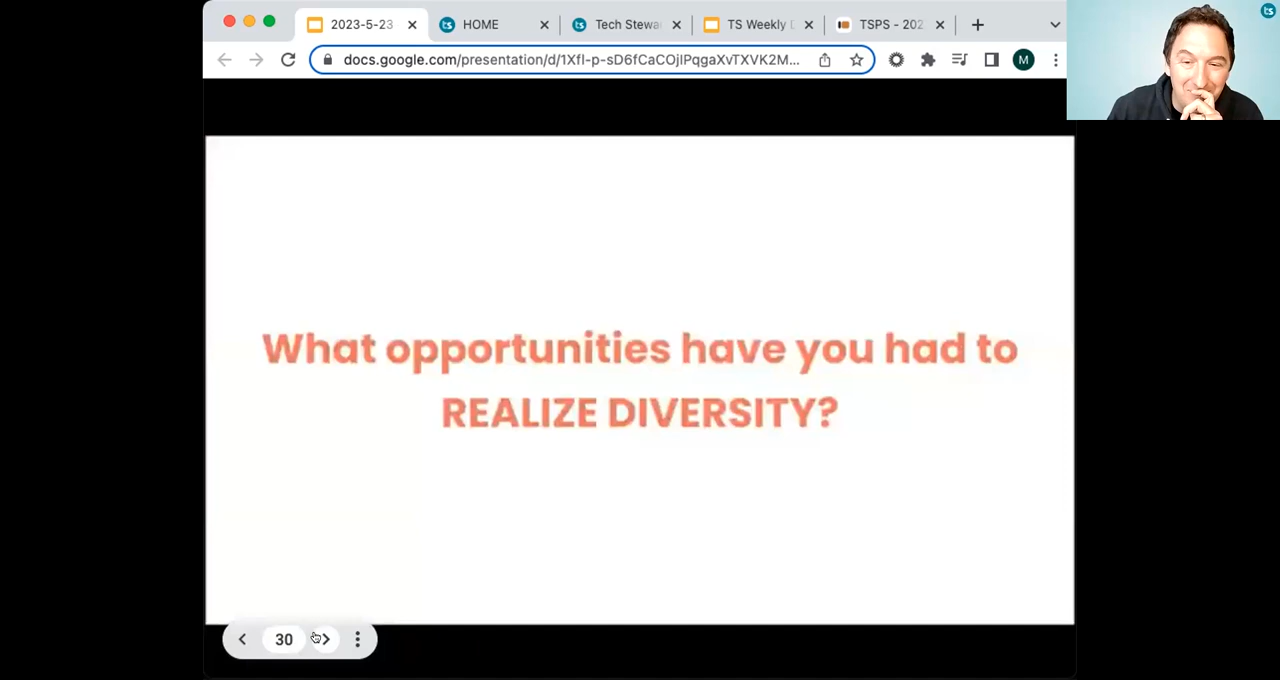 2023-5-23
HOME
Tech Stewa
TS Weekly
TSPS - 202
docs.google.com/presentation/d/1Xfl-p-sD6fCaCOjlPqgaXvTXVK2M...
M
ts
What opportunities have you had to
REALIZE DIVERSITY?
30